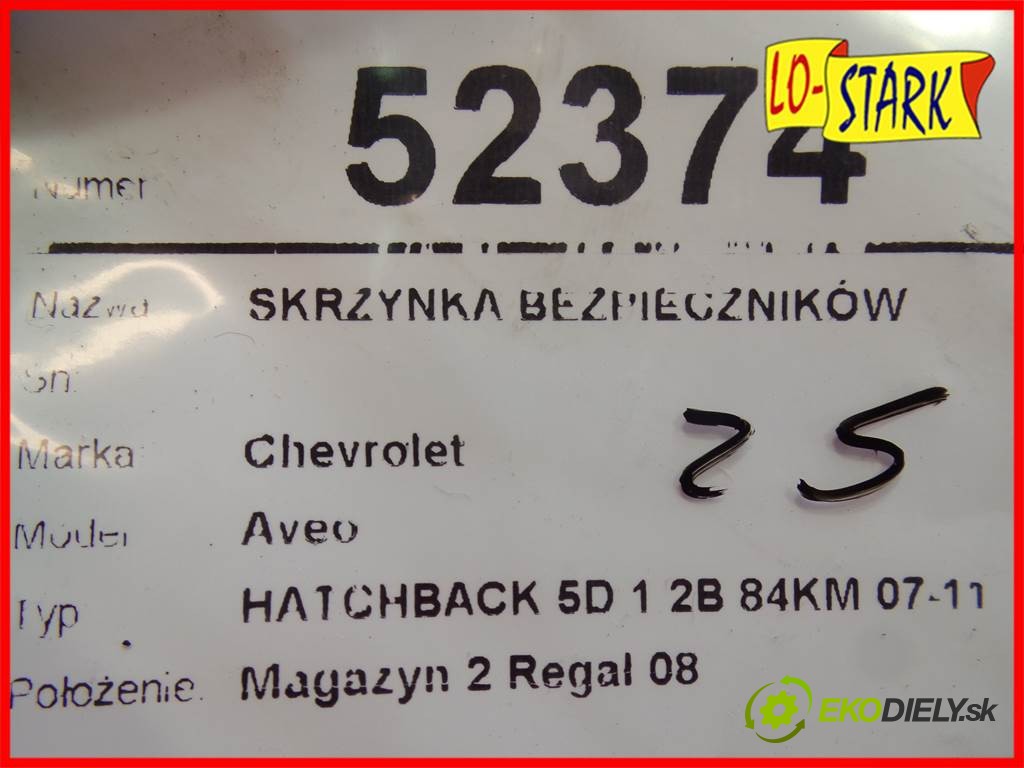 Numer 52374
LO-STARK
Nazwa SKRZYNKA BEZPIECZNIKÓW
Sn:
25
Marka Chevrolet
Model Aveo
Typ HATCHBACK 5D 1 2B 84KM 07-11
Położenie. Magazyn 2 Regał 08
EKODIELY.sk